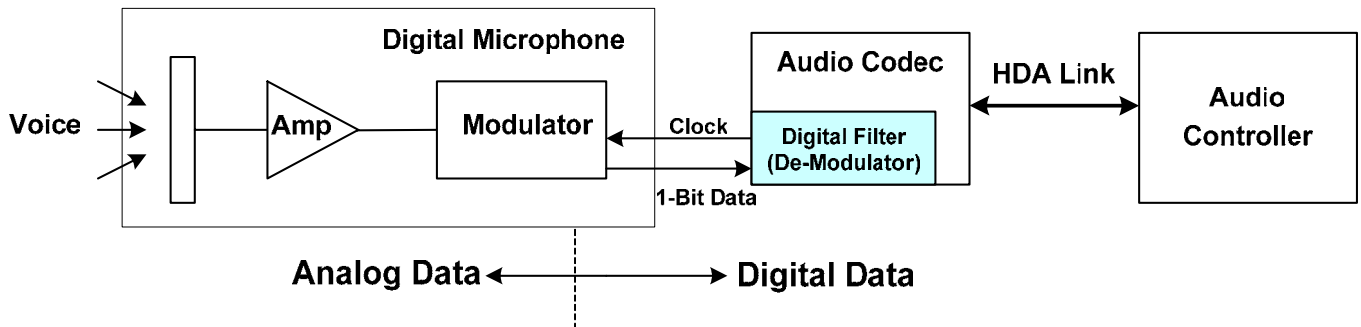 Digital Microphone
Voice
Amp
Modulator
Clock
1-Bit Data
Audio Codec
Digital Filter
(De-Modulator)
HDA Link
Audio
Controller
Analog Data
Digital Data